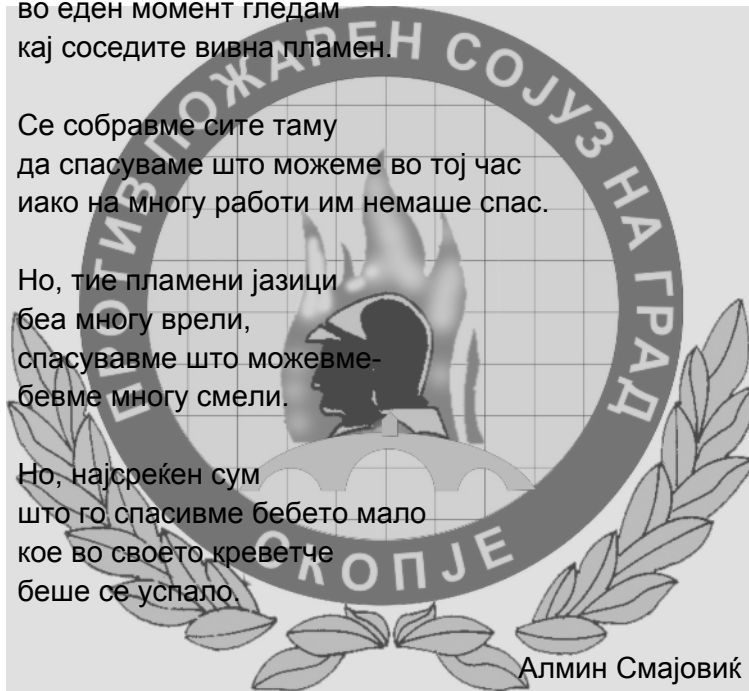 во еден момент гледам
кај соседите вивна пламен.
Се собравме сите таму
да спасуваме што можеме во тој час
иако на многу работи им немаше спас.
Но, тие пламени јазици
беа многу врели,
спасувавме што можевме-
бевме многу смели.
Но, најсреќен сум
што го спасивме бебето мало
кое во своето креветче
беше се успало.
Алмин Смајовиќ
ПРОТИВ ПОЖАРЕН СОЈУЗ НА ГРАД
СКОПЈЕ